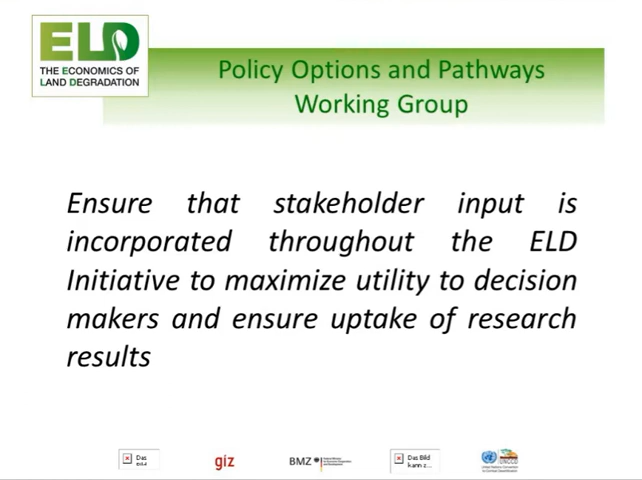 ELD
THE ECONOMICS OF
LAND DEGRADATION
Policy Options and Pathways
Working Group
Ensure that stakeholder input is
incorporated throughout the ELD
Initiative to maximize utility to decision
makers and ensure uptake of research
results
Das
giz
BMZ
Das Bild
kann z...